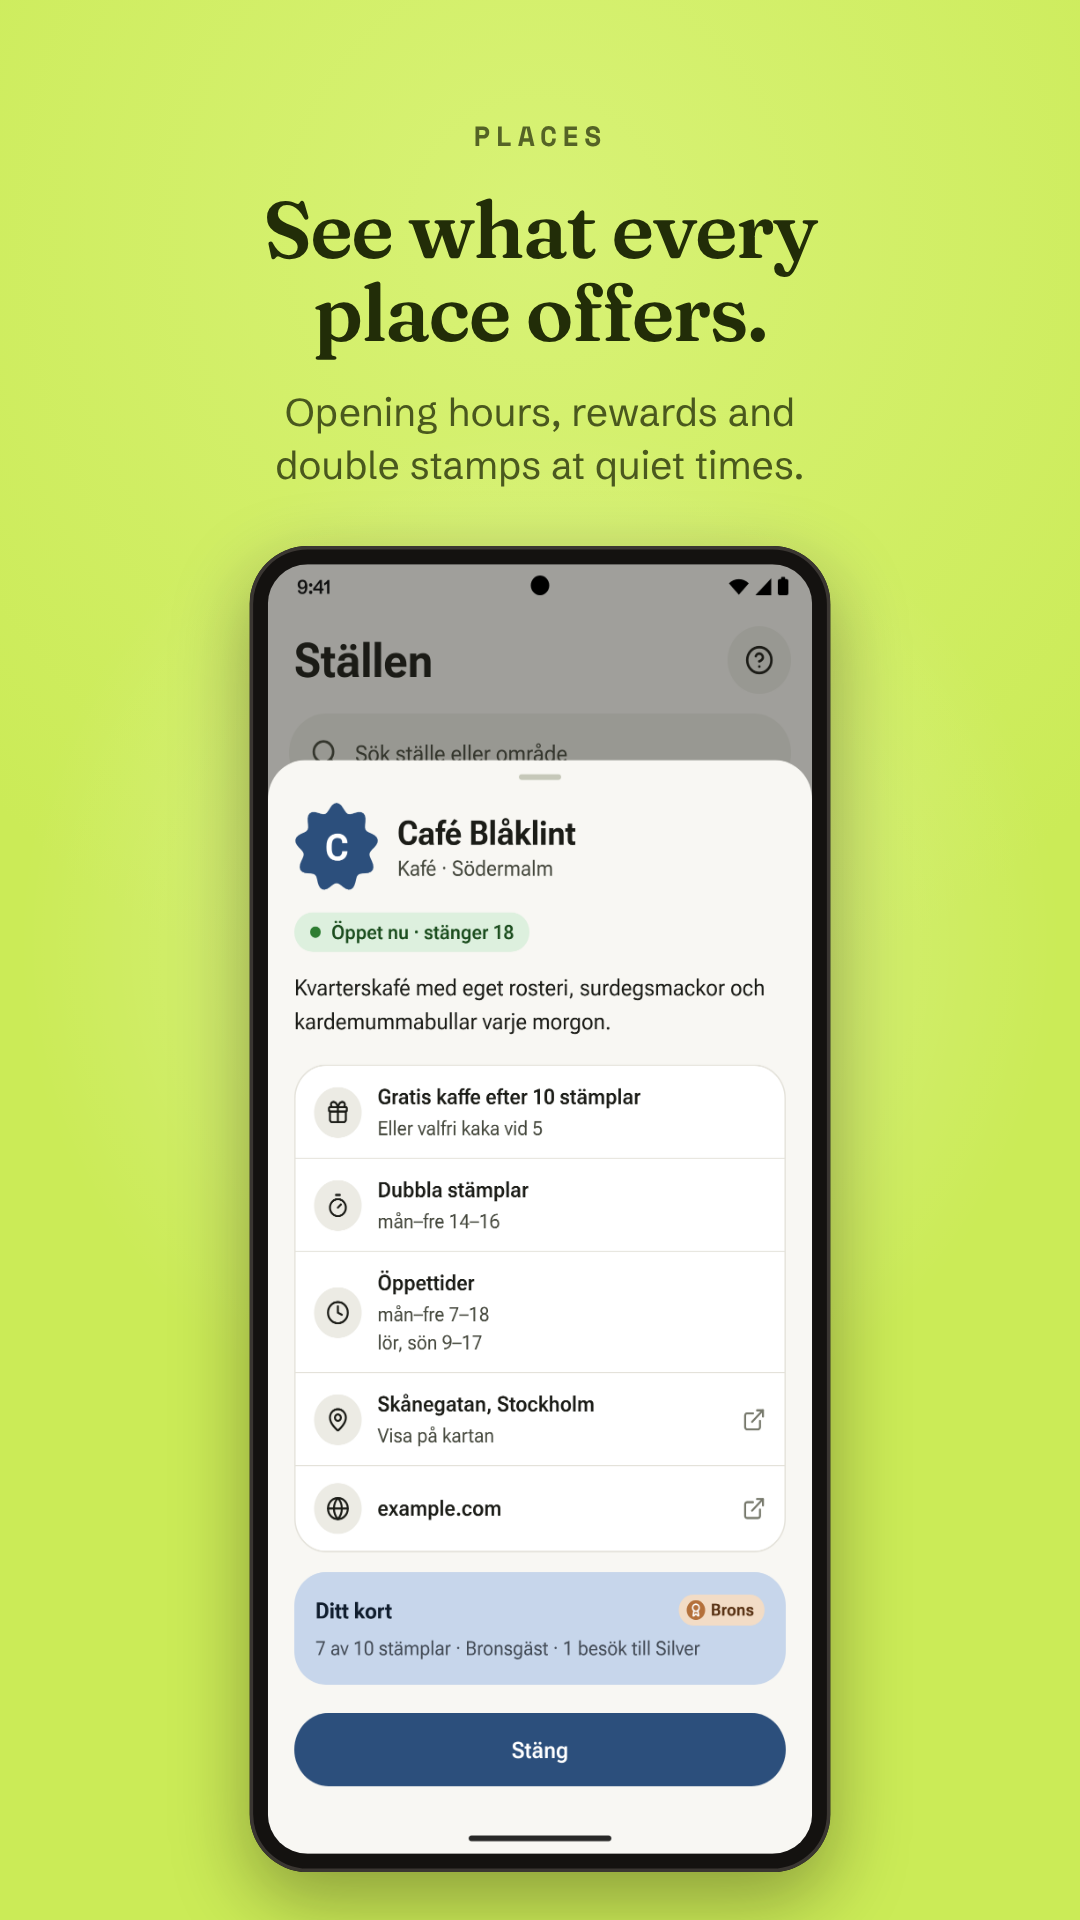 PLACES
See what every
place offers.
Opening hours, rewards and
double stamps at quiet times.
9:41
Ställen
Sök ställe eller område
C
Café Blåklint
Kafé · Södermalm
Öppet nu · stänger 18
Kvarterskafé med eget rosteri, surdegsmackor och
kardemummabullar varje morgon.
Gratis kaffe efter 10 stämplar
Eller valfri kaka vid 5
Dubbla stämplar
mån–fre 14–16
Öppettider
mån–fre 7–18
lör, sön 9–17
Skånegatan, Stockholm
Visa på kartan
example.com
Ditt kort
Brons
7 av 10 stämplar · Bronsgäst · 1 besök till Silver
Stäng